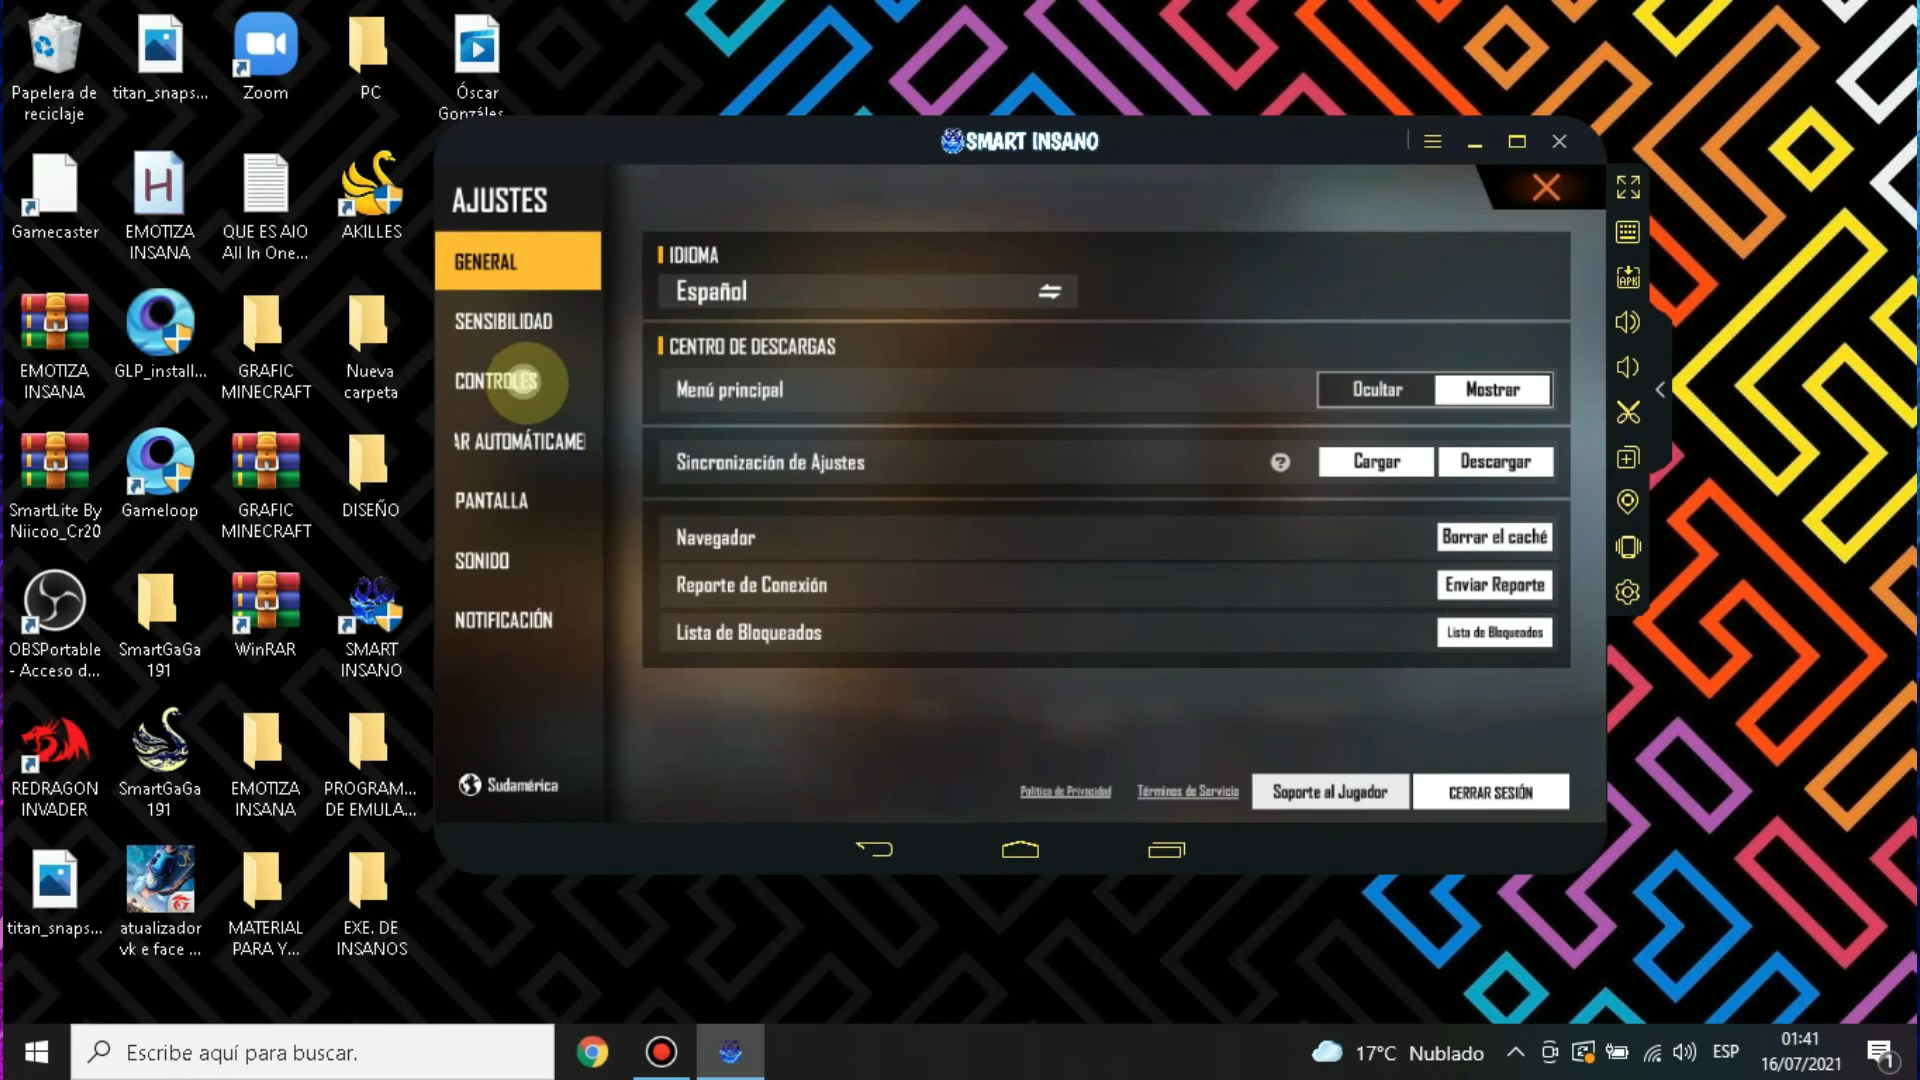 Papelera de
reciclaje
titan_snaps...
Zoom
PC
Óscar
Gonzáles
Gamecaster
EMOTIZA
INSANA
QUE ES AIO
All In One...
AKILLES
EMOTIZA
INSANA
GLP_install...
GRAFIC
MINECRAFT
Nueva
carpeta
SmartLite By
Niicoo_Cr20
Gameloop
GRAFIC
MINECRAFT
DISEÑO
OBSPortable
- Acceso d...
SmartGaGa
191
WinRAR
SMART
INSANO
REDRAGON
INVADER
SmartGaGa
191
EMOTIZA
INSANA
PROGRAM...
DE EMULA...
titan_snaps...
atualizador
vk e face ...
MATERIAL
PARA Y...
EXE. DE
INSANOS
SMART INSANO
AJUSTES
GENERAL
SENSIBILIDAD
CONTROLES
AR AUTOMÁTICAME
PANTALLA
SONIDO
NOTIFICACIÓN
Sudamérica
IDIOMA
Español
CENTRO DE DESCARGAS
Menú principal
Ocultar
Mostrar
Sincronización de Ajustes
?
Cargar
Descargar
Navegador
Borrar el caché
Reporte de Conexión
Enviar Reporte
Lista de Bloqueados
Lista de Bloqueados
Política de Privacidad
Términos de Servicio
Soporte al Jugador
CERRAR SESIÓN
APK
Escribe aquí para buscar.
17°C Nublado
ESP
01:41
16/07/2021
1